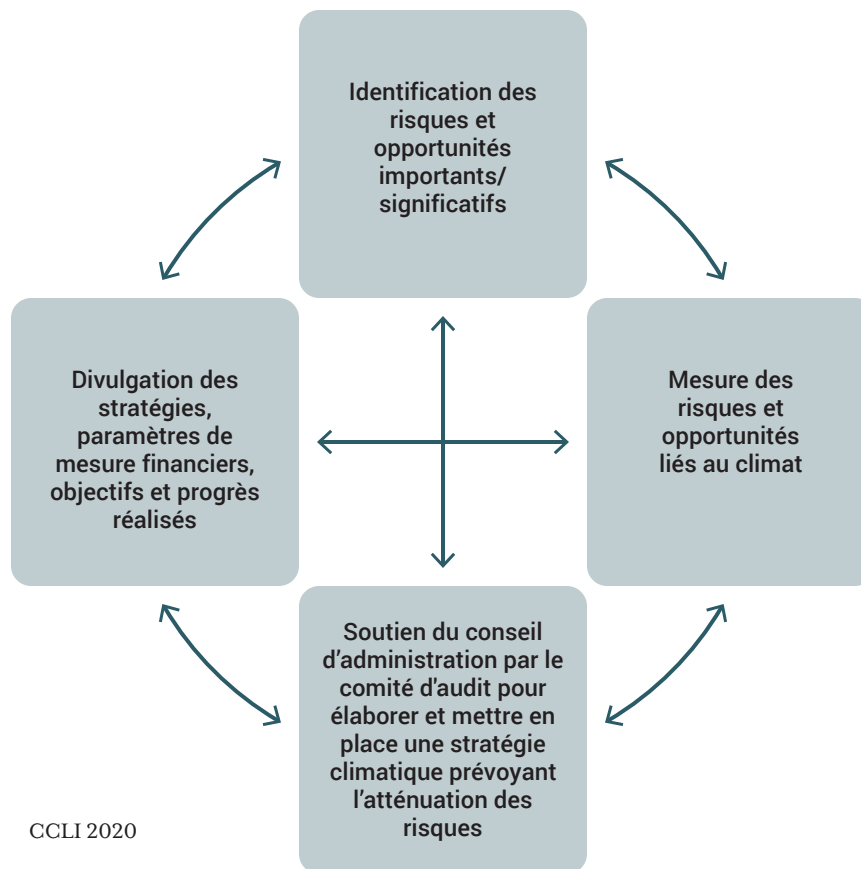 Identification des
risques et
opportunités
importants/
significatifs
Divulgation des
stratégies,
paramètres de
mesure financiers,
objectifs et progrès
réalisés
Mesure des
risques et
opportunités
liés au climat
Soutien du conseil
d’administration par le
comité d'audit pour
élaborer et mettre en
place une stratégie
climatique prévoyant
l’atténuation des
risques
CCLI 2020